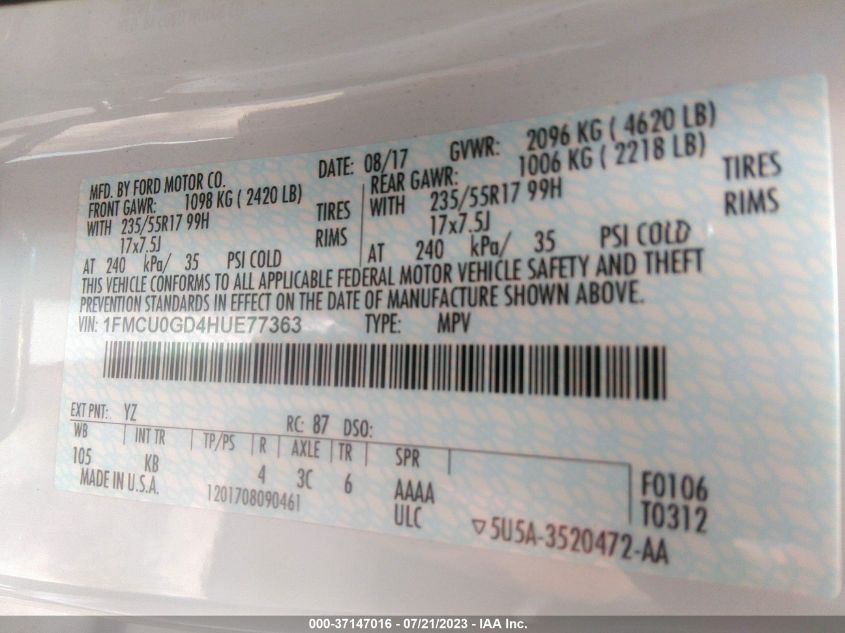 MFD. BY FORD MOTOR CO.
DATE: 08/17 GVWR: 2096 KG ( 4620 LB)
FRONT GAWR: 1098 KG ( 2420 LB) REAR GAWR: 1006 KG ( 2218 LB)
WITH 235/55R17 99H TIRES WITH 235/55R17 99H TIRES
17x7.5J RIMS 17x7.5J RIMS
AT 240 kPa/ 35 PSI COLD AT 240 kPa/ 35 PSI COLD
THIS VEHICLE CONFORMS TO ALL APPLICABLE FEDERAL MOTOR VEHICLE SAFETY AND THEFT
PREVENTION STANDARDS IN EFFECT ON THE DATE OF MANUFACTURE SHOWN ABOVE.
VIN: 1FMCU0GD4HUE77363 TYPE: MPV
EXT PNT: YZ RC: 87 DSO:
WB INT TR TP/PS R AXLE TR SPR
105 KB 4 3C 6 AAAA F0106
MADE IN U.S.A. 1201708090461 ULC T0312
▽5U5A-3520472-AA
000-37147016 - 07/21/2023 - IAA Inc.